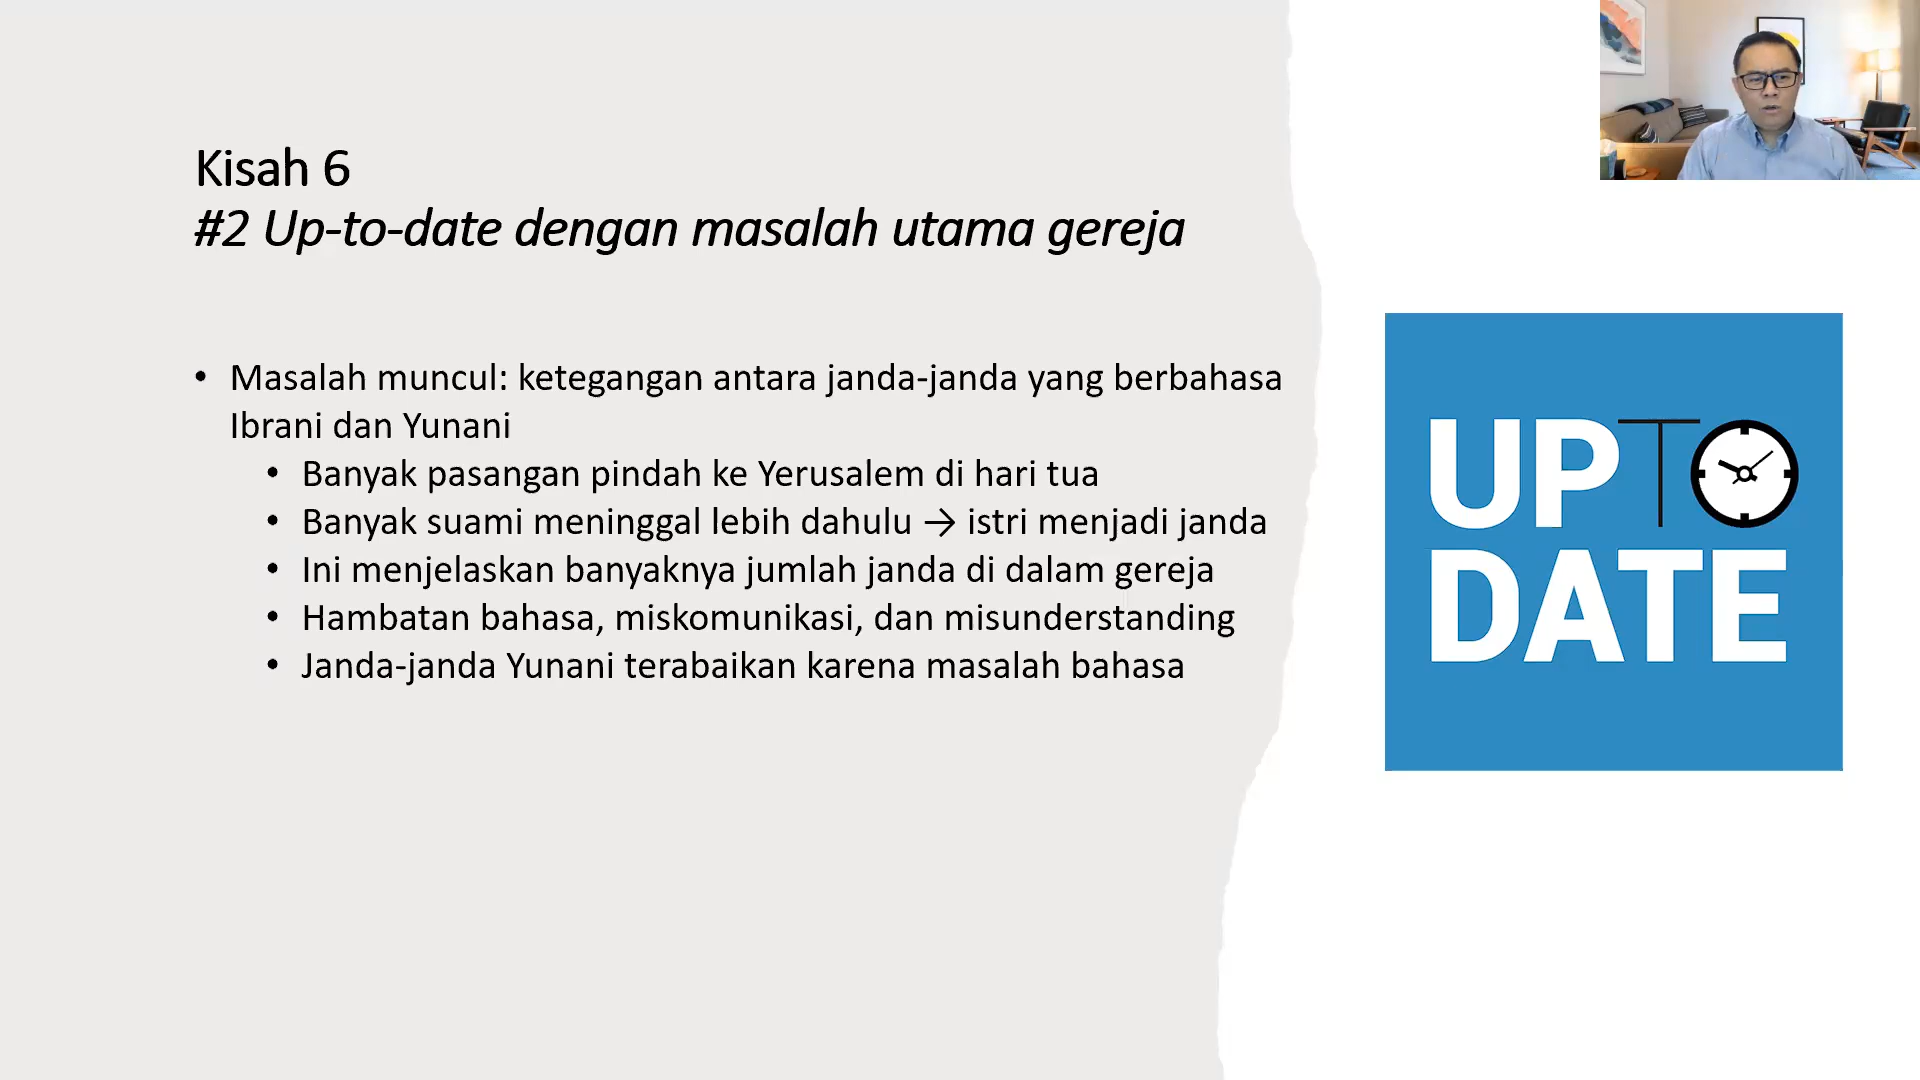 Kisah 6
#2 Up-to-date dengan masalah utama gereja
• Masalah muncul: ketegangan antara janda-janda yang berbahasa
Ibrani dan Yunani
• Banyak pasangan pindah ke Yerusalem di hari tua
• Banyak suami meninggal lebih dahulu → istri menjadi janda
• Ini menjelaskan banyaknya jumlah janda di dalam gereja
• Hambatan bahasa, miskomunikasi, dan misunderstanding
• Janda-janda Yunani terabaikan karena masalah bahasa
UPTO
DATE